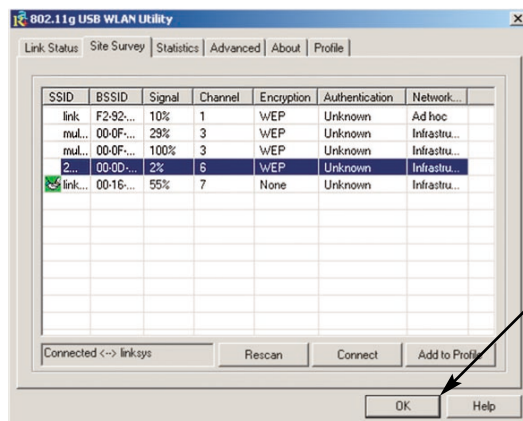 802.11g USB WLAN Utility
Link Status Site Survey Statistics Advanced About Profile
SSID BSSID Signal Channel Encryption Authentication Network...
link F2-92-... 10% 1 WEP Unknown Ad hoc
mul... 00-0F-... 29% 3 WEP Unknown Infrastru...
mul... 00-0F-... 100% 3 WEP Unknown Infrastru...
2... 00-0D-... 2% 6 WEP Unknown Infrastru...
link... 00-16-... 55% 7 None Unknown Infrastru...
Connected <--> linksys Rescan Connect Add to Profile
OK Help